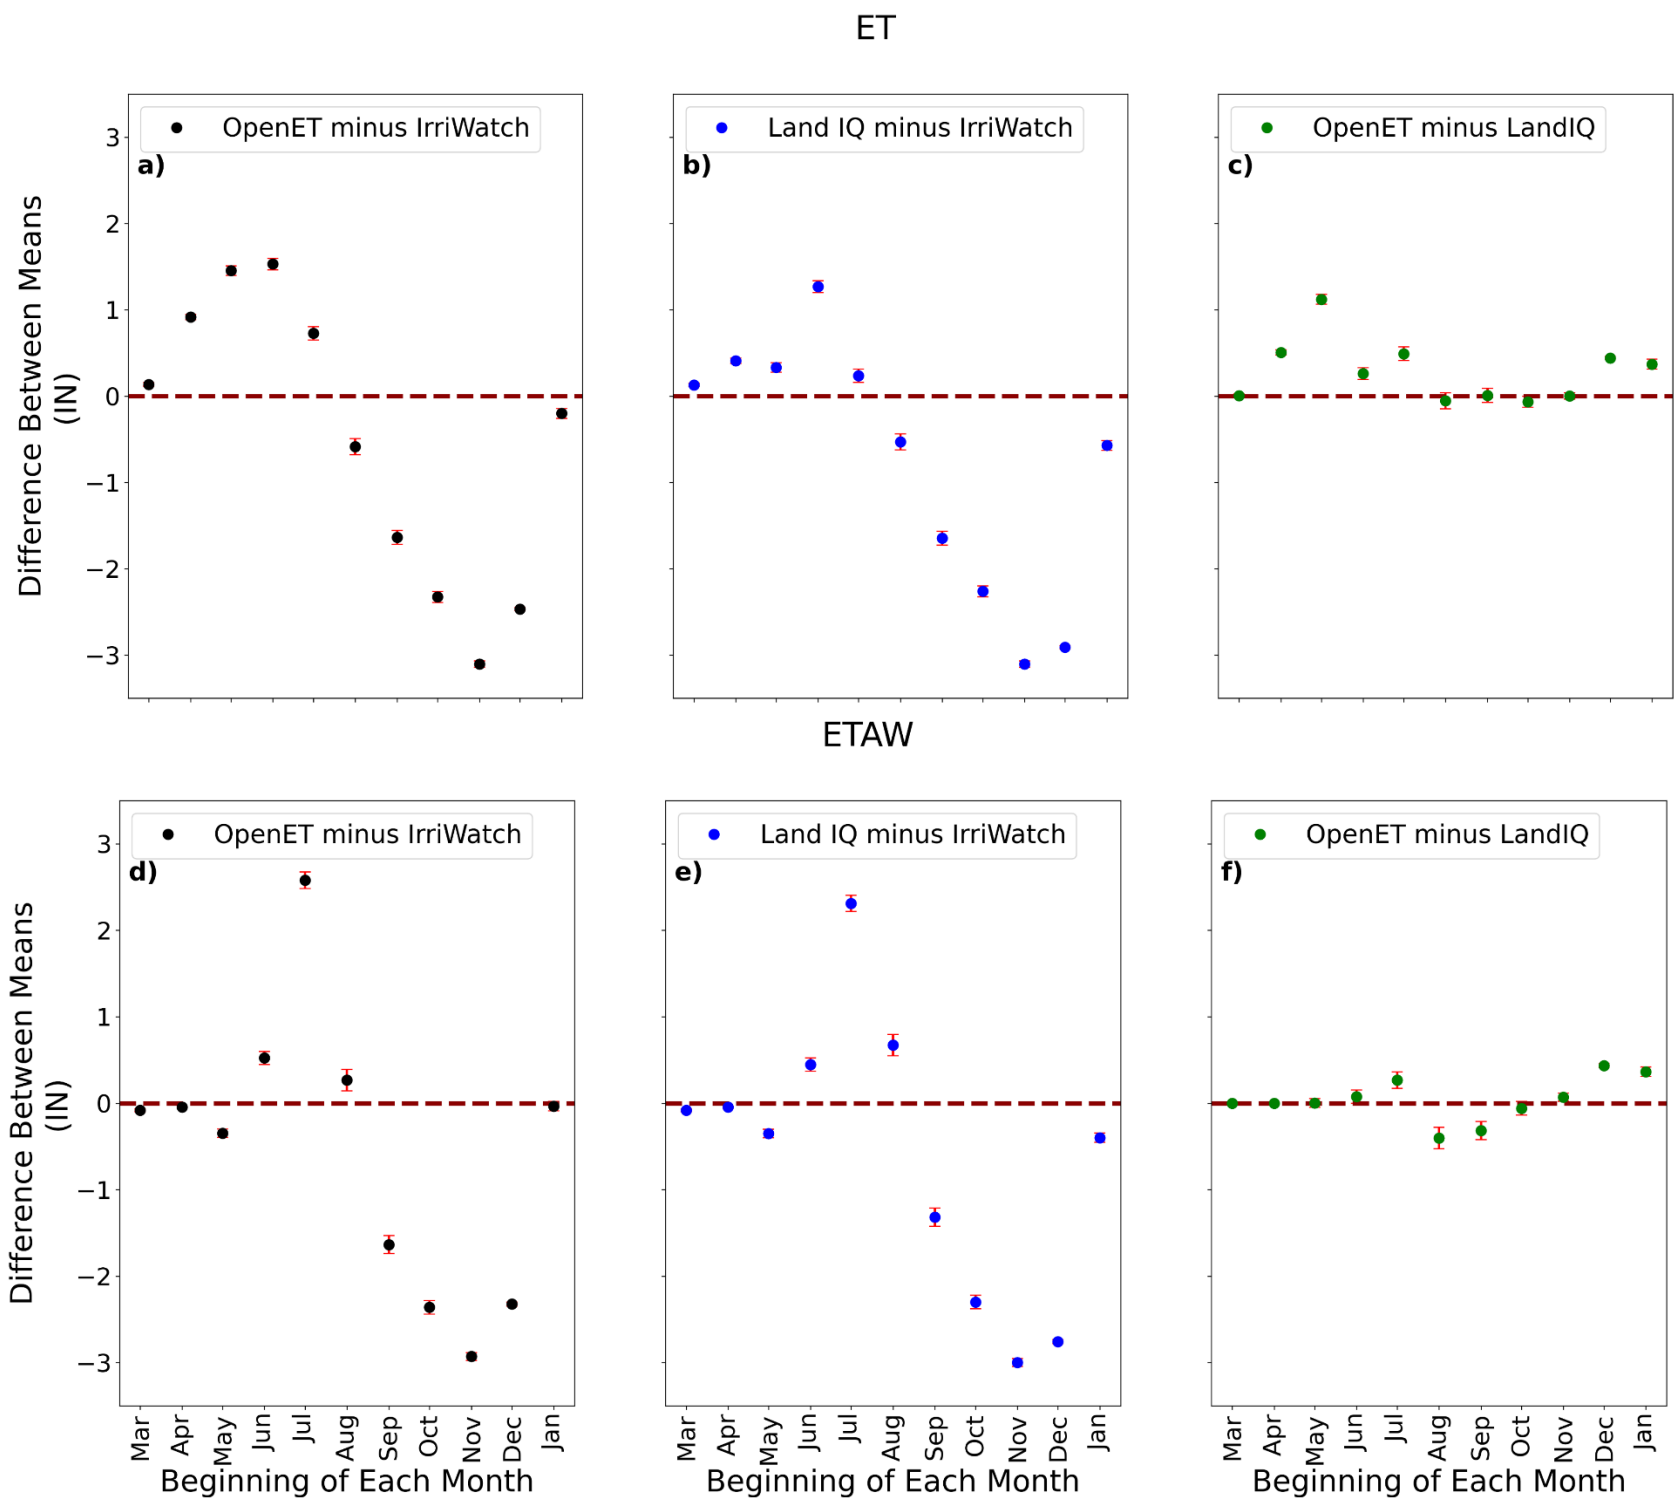 ET
OpenET minus IrriWatch
Land IQ minus IrriWatch
OpenET minus LandIQ
a)
b)
c)
3
2
1
0
−1
−2
−3
Difference Between Means
(IN)
ETAW
OpenET minus IrriWatch
Land IQ minus IrriWatch
OpenET minus LandIQ
d)
e)
f)
3
2
1
0
−1
−2
−3
Difference Between Means
(IN)
Mar Apr May Jun Jul Aug Sep Oct Nov Dec Jan
Mar Apr May Jun Jul Aug Sep Oct Nov Dec Jan
Mar Apr May Jun Jul Aug Sep Oct Nov Dec Jan
Beginning of Each Month
Beginning of Each Month
Beginning of Each Month